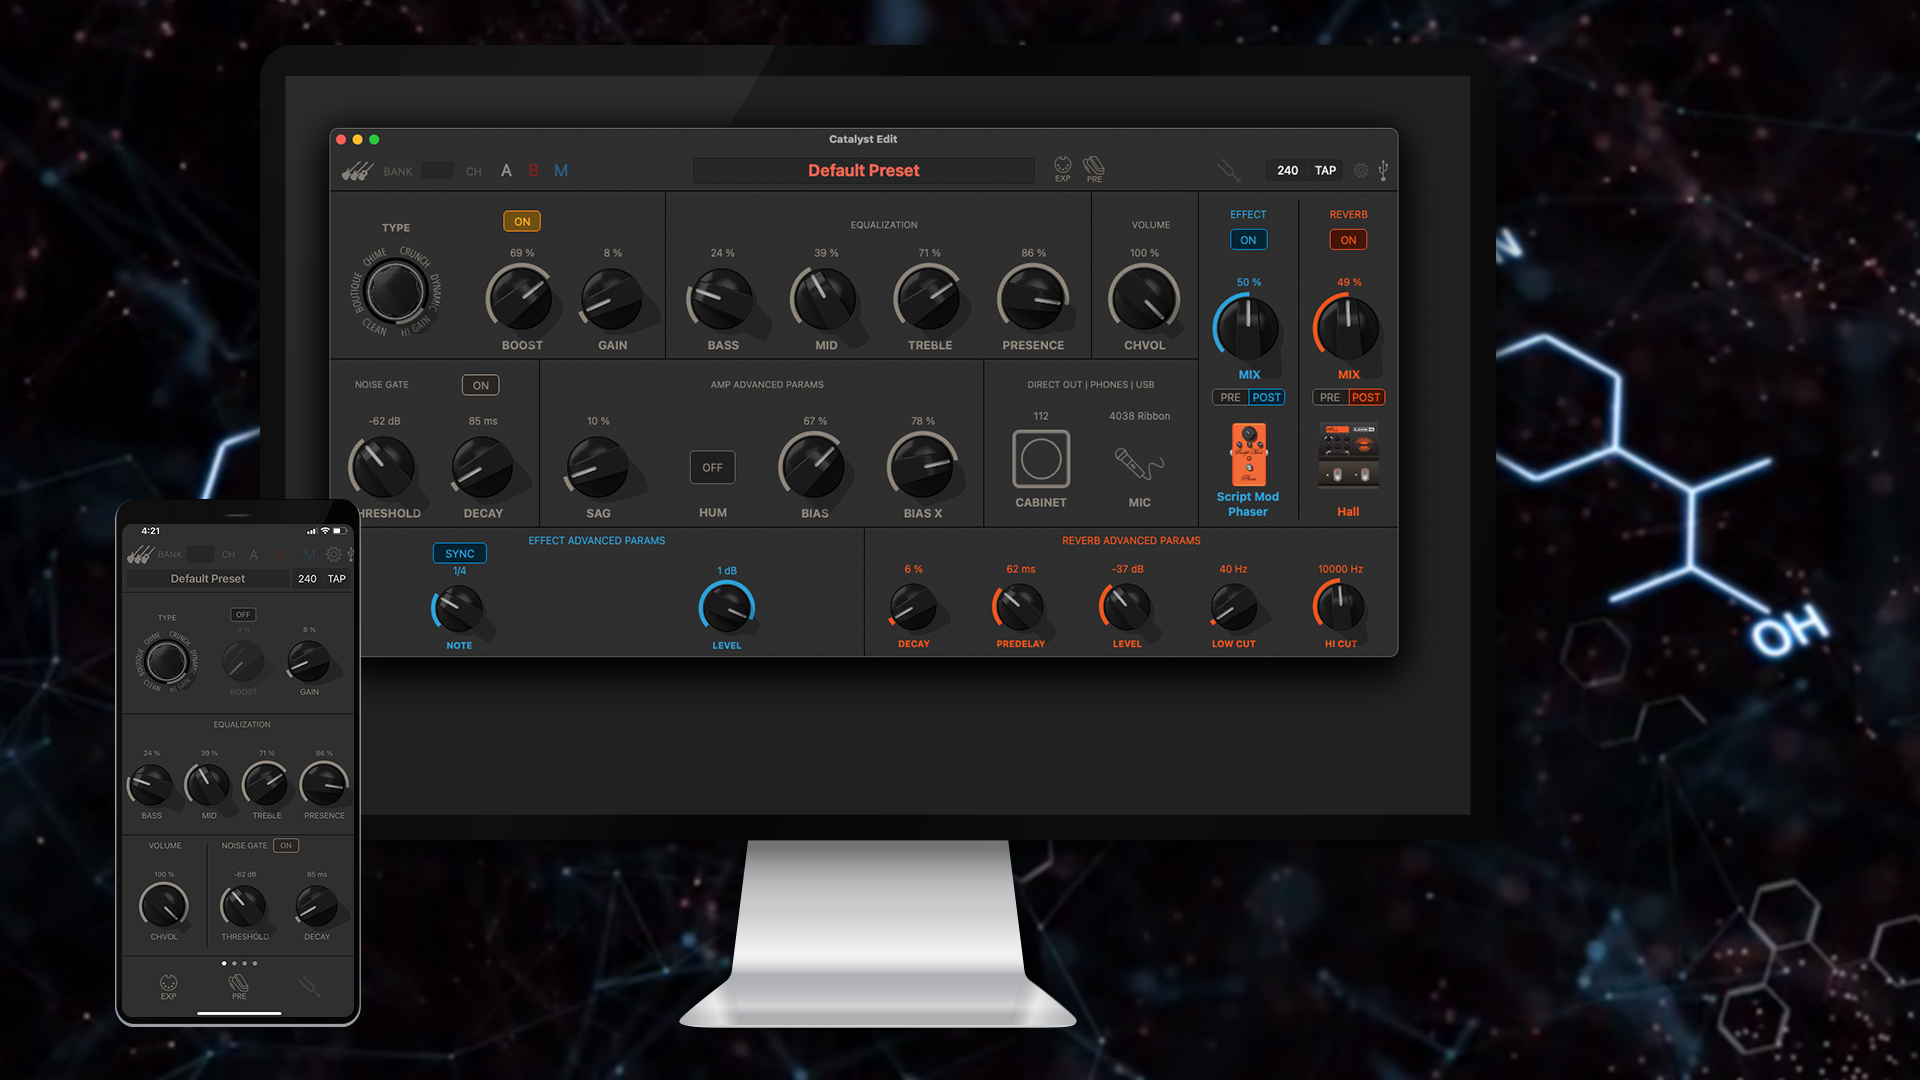 Catalyst Edit
BANK CH A B M
Default Preset
EXP PRE
240 TAP
TYPE
CHIME CRUNCH DYNAMIC HI GAIN CLEAN BOUTIQUE
ON
69 % 8 %
BOOST GAIN
EQUALIZATION
24 % 39 % 71 % 86 %
BASS MID TREBLE PRESENCE
VOLUME
100 %
CHVOL
EFFECT
ON
50 %
MIX
PRE POST
Script Mod
Phaser
REVERB
ON
49 %
MIX
PRE POST
Hall
NOISE GATE ON
-62 dB 85 ms
HRESHOLD DECAY
AMP ADVANCED PARAMS
10 % 67 % 78 %
OFF
SAG HUM BIAS BIAS X
DIRECT OUT | PHONES | USB
112 4038 Ribbon
CABINET MIC
EFFECT ADVANCED PARAMS
SYNC
1/4 1 dB
NOTE LEVEL
REVERB ADVANCED PARAMS
6 % 62 ms -37 dB 40 Hz 10000 Hz
DECAY PREDELAY LEVEL LOW CUT HI CUT
4:21
BANK CH A B M
Default Preset 240 TAP
TYPE
CHIME CRUNCH DYNAMIC HI GAIN CLEAN BOUTIQUE
OFF
0 % 8 %
BOOST GAIN
EQUALIZATION
24 % 39 % 71 % 86 %
BASS MID TREBLE PRESENCE
VOLUME NOISE GATE ON
100 % -62 dB 85 ms
CHVOL THRESHOLD DECAY
EXP PRE
OH